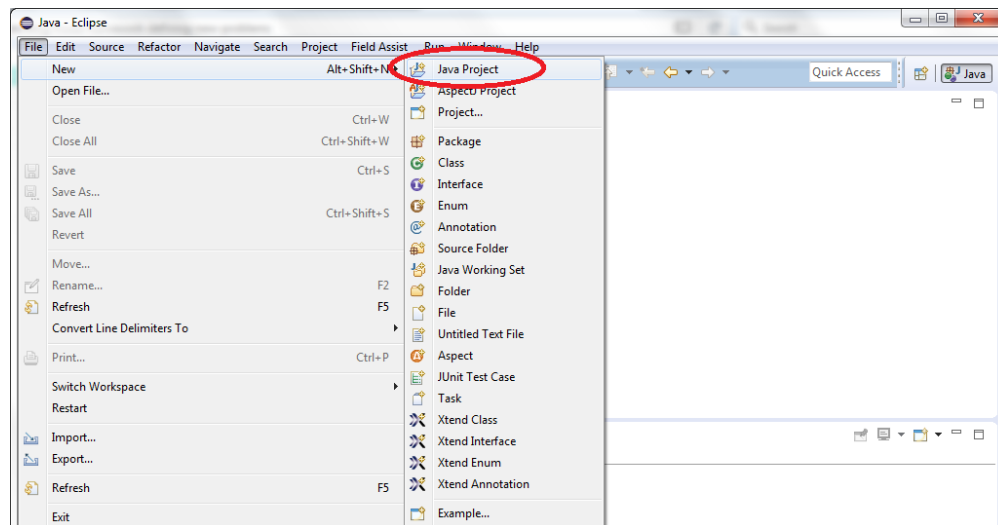 Java - Eclipse
File Edit Source Refactor Navigate Search Project Field Assist Run Window Help
New Alt+Shift+N
Open File...
Close Ctrl+W
Close All Ctrl+Shift+W
Save Ctrl+S
Save As...
Save All Ctrl+Shift+S
Revert
Move...
Rename... F2
Refresh F5
Convert Line Delimiters To
Print... Ctrl+P
Switch Workspace
Restart
Import...
Export...
Refresh F5
Exit
Java Project
AspectJ Project
Project...
Package
Class
Interface
Enum
Annotation
Source Folder
Java Working Set
Folder
File
Untitled Text File
Aspect
JUnit Test Case
Task
Xtend Class
Xtend Interface
Xtend Enum
Xtend Annotation
Example...
Quick Access
Java